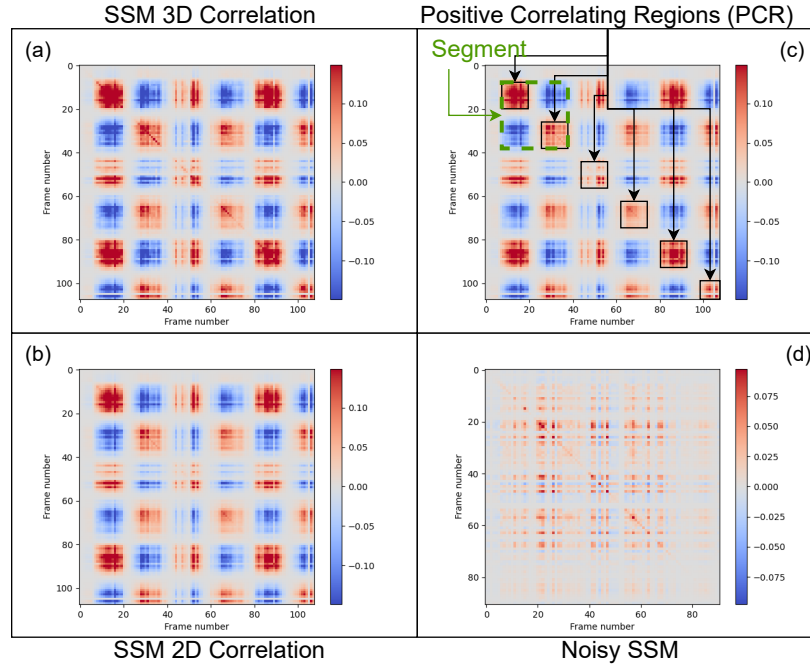 SSM 3D Correlation
Positive Correlating Regions (PCR)
(a)
0
20
40
60
80
100
Frame number
0 20 40 60 80 100
Frame number
0.10
0.05
0.00
−0.05
−0.10
Segment
(c)
0
20
40
60
80
100
Frame number
0 20 40 60 80 100
Frame number
0.10
0.05
0.00
−0.05
−0.10
(b)
0
20
40
60
80
100
Frame number
0 20 40 60 80 100
Frame number
0.10
0.05
0.00
−0.05
−0.10
(d)
0
20
40
60
80
Frame number
0 20 40 60 80
Frame number
0.075
0.050
0.025
0.000
−0.025
−0.050
−0.075
SSM 2D Correlation
Noisy SSM